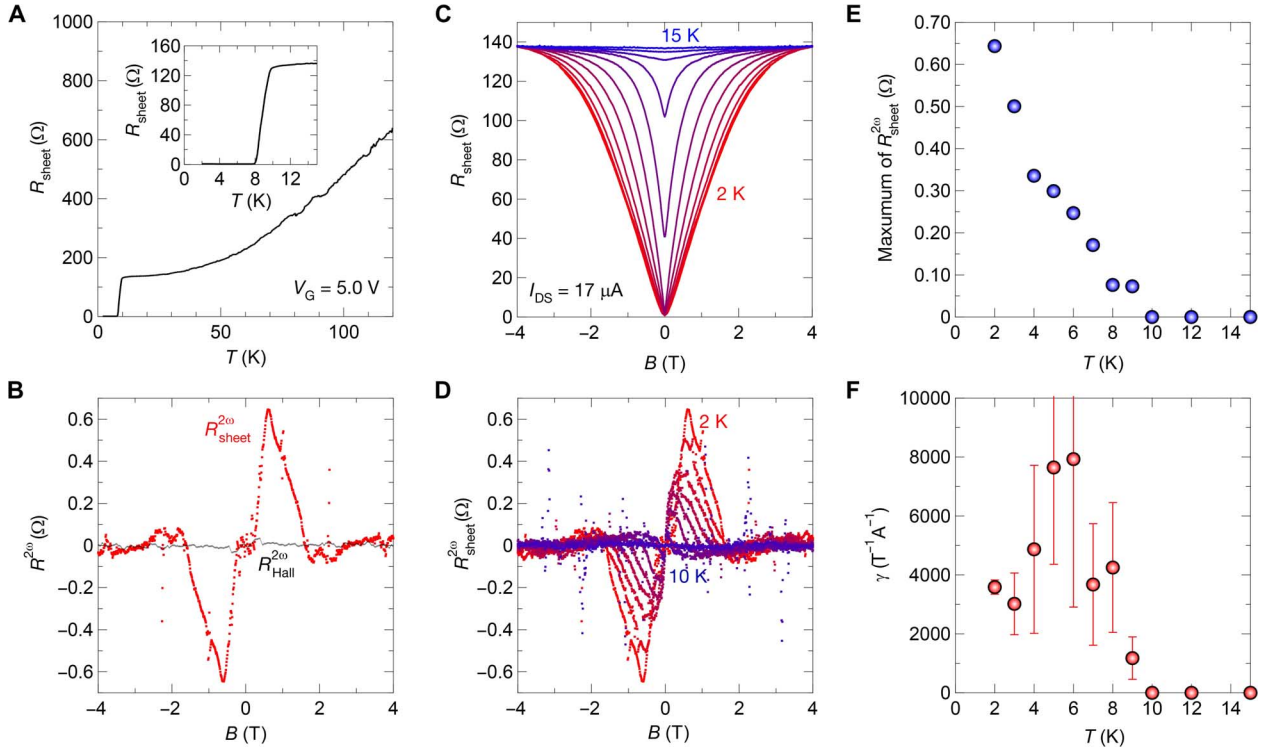 A
1000
800
600
400
200
0
R_sheet (Ω)
0 50 100
T (K)
V_G = 5.0 V
160
120
80
40
0
R_sheet (Ω)
0 4 8 12
T (K)
C
140
120
100
80
60
40
20
0
R_sheet (Ω)
15 K
2 K
I_DS = 17 μA
−4 −2 0 2 4
B (T)
E
0.70
0.60
0.50
0.40
0.30
0.20
0.10
0
Maxumum of R^2ω_sheet (Ω)
0 2 4 6 8 10 12 14
T (K)
B
0.6
0.4
0.2
0
−0.2
−0.4
−0.6
R^2ω (Ω)
R^2ω_sheet
R^2ω_Hall
−4 −2 0 2 4
B (T)
D
0.6
0.4
0.2
0
−0.2
−0.4
−0.6
R^2ω_sheet (Ω)
2 K
10 K
−4 −2 0 2 4
B (T)
F
10000
8000
6000
4000
2000
0
γ (T⁻¹A⁻¹)
0 2 4 6 8 10 12 14
T (K)